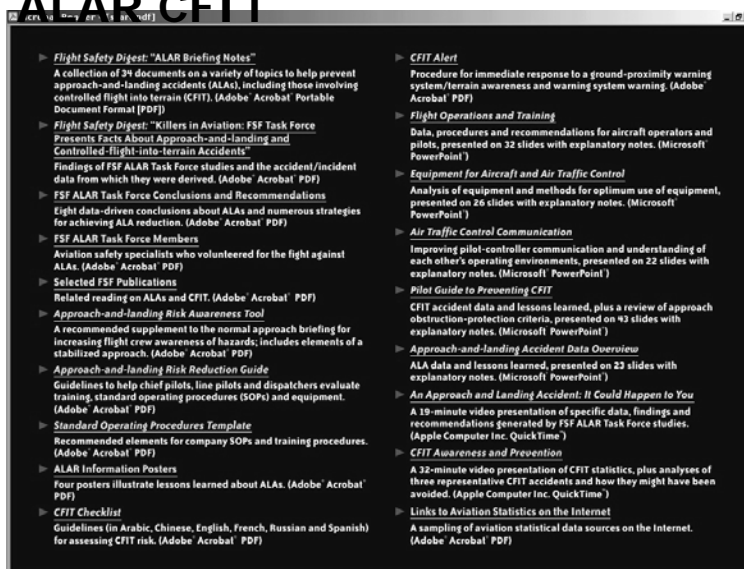 ALAR CFIT
Flight Safety Digest: "ALAR Briefing Notes"
A collection of 34 documents on a variety of topics to help prevent
approach-and-landing accidents (ALAs), including those involving
controlled flight into terrain (CFIT). (Adobe® Acrobat® Portable
Document Format [PDF])
Flight Safety Digest: "Killers in Aviation: FSF Task Force
Presents Facts About Approach-and-landing and
Controlled-flight-into-terrain Accidents"
Findings of FSF ALAR Task Force studies and the accident/incident
data from which they were derived. (Adobe® Acrobat® PDF)
FSF ALAR Task Force Conclusions and Recommendations
Eight data-driven conclusions about ALAs and numerous strategies
for achieving ALA reduction. (Adobe® Acrobat® PDF)
FSF ALAR Task Force Members
Aviation safety specialists who volunteered for the fight against
ALAs. (Adobe® Acrobat® PDF)
Selected FSF Publications
Related reading on ALAs and CFIT. (Adobe® Acrobat® PDF)
Approach-and-landing Risk Awareness Tool
A recommended supplement to the normal approach briefing for
increasing flight crew awareness of hazards; includes elements of a
stabilized approach. (Adobe® Acrobat® PDF)
Approach-and-landing Risk Reduction Guide
Guidelines to help chief pilots, line pilots and dispatchers evaluate
training, standard operating procedures (SOPs) and equipment.
(Adobe® Acrobat® PDF)
Standard Operating Procedures Template
Recommended elements for company SOPs and training procedures.
(Adobe® Acrobat® PDF)
ALAR Information Posters
Four posters illustrate lessons learned about ALAs. (Adobe® Acrobat®
PDF)
CFIT Checklist
Guidelines (in Arabic, Chinese, English, French, Russian and Spanish)
for assessing CFIT risk. (Adobe® Acrobat® PDF)
CFIT Alert
Procedure for immediate response to a ground-proximity warning
system/terrain awareness and warning system warning. (Adobe®
Acrobat® PDF)
Flight Operations and Training
Data, procedures and recommendations for aircraft operators and
pilots, presented on 32 slides with explanatory notes. (Microsoft®
PowerPoint®)
Equipment for Aircraft and Air Traffic Control
Analysis of equipment and methods for optimum use of equipment,
presented on 26 slides with explanatory notes. (Microsoft®
PowerPoint®)
Air Traffic Control Communication
Improving pilot-controller communication and understanding of
each other's operating environments, presented on 22 slides with
explanatory notes. (Microsoft® PowerPoint®)
Pilot Guide to Preventing CFIT
CFIT accident data and lessons learned, plus a review of approach
obstruction-protection criteria, presented on 43 slides with
explanatory notes. (Microsoft® PowerPoint®)
Approach-and-landing Accident Data Overview
ALA data and lessons learned, presented on 23 slides with
explanatory notes. (Microsoft® PowerPoint®)
An Approach and Landing Accident: It Could Happen to You
A 19-minute video presentation of specific data, findings and
recommendations generated by FSF ALAR Task Force studies.
(Apple Computer Inc. QuickTime®)
CFIT Awareness and Prevention
A 32-minute video presentation of CFIT statistics, plus analyses of
three representative CFIT accidents and how they might have been
avoided. (Apple Computer Inc. QuickTime®)
Links to Aviation Statistics on the Internet
A sampling of aviation statistical data sources on the Internet.
(Adobe® Acrobat® PDF)